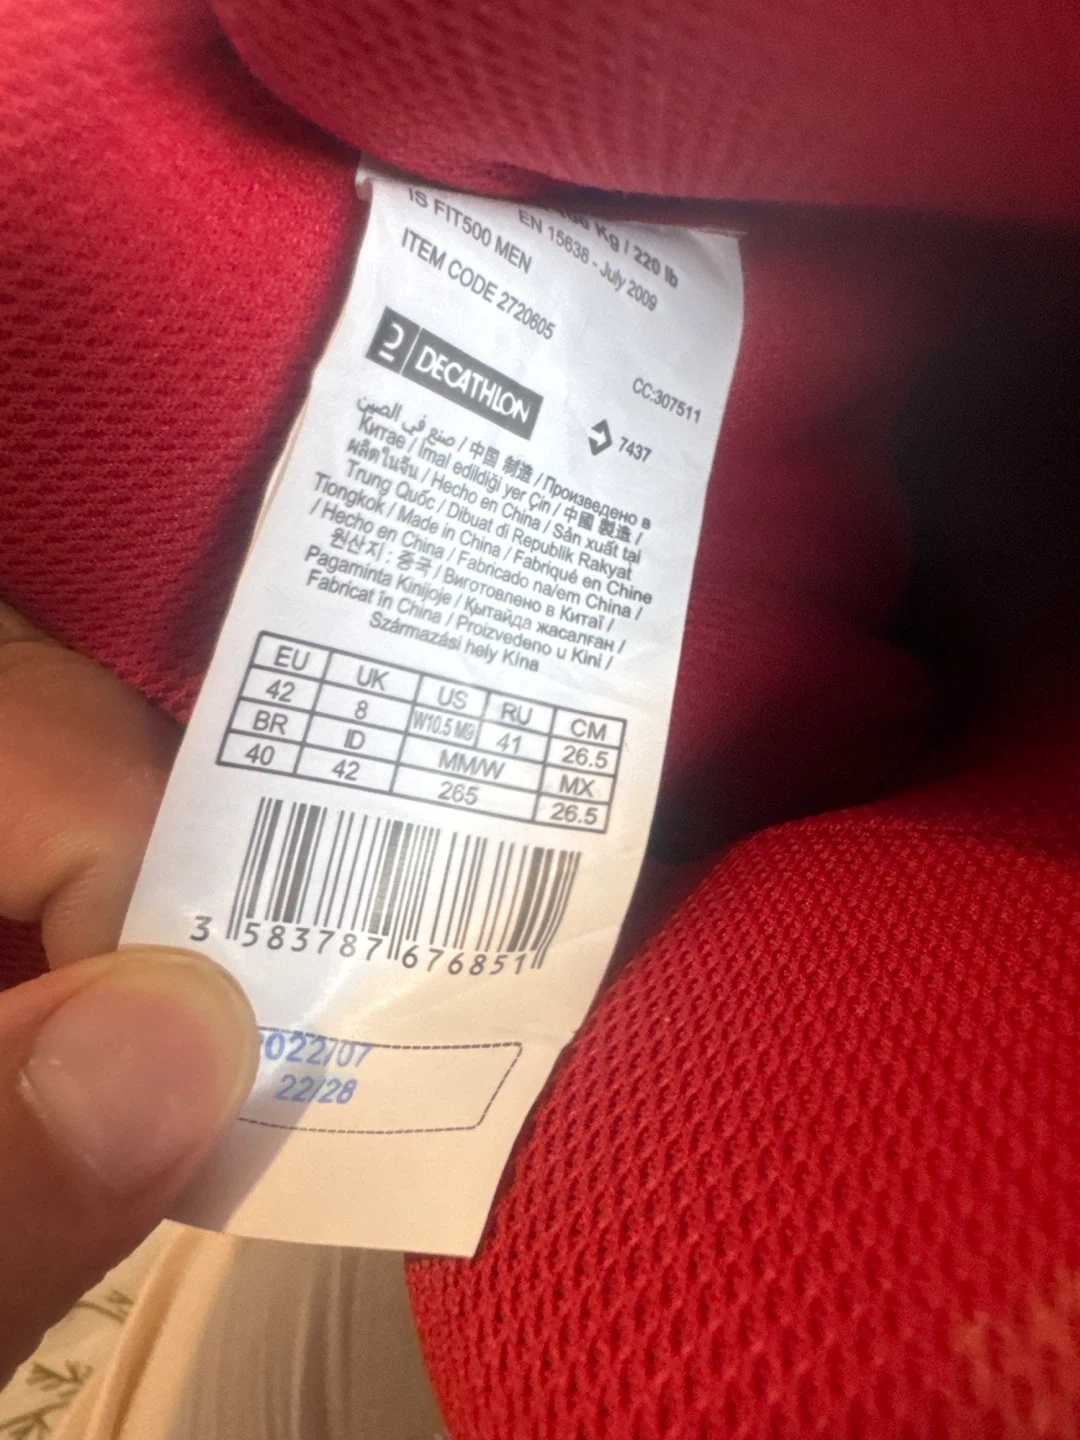 Kg / 220 lb
EN 15638 - July 2009
IS FIT500 MEN
ITEM CODE 2720605
DECATHLON
CC:307511
7437
صنع في الصين / 中国 制造 / Произведено в
Китае / İmal edildiği yer Çin / 中國 製造 /
ผลิตในจีน / Hecho en China / Sản xuất tại
Trung Quốc / Dibuat di Republik Rakyat
Tiongkok / Made in China / Fabriqué en Chine
/ Hecho en China / Fabricado na/em China /
원산지 : 중국 / Виготовлено в Китаї /
Pagaminta Kinijoje / Қытайда жасалған /
Fabricat în China / Proizvedeno u Kini /
Származási hely Kína
EU UK US RU CM
42 8 W10.5 M9 41 26.5
BR ID MM/W MX
40 42 265 26.5
3 583787 676851
022/07
22/28